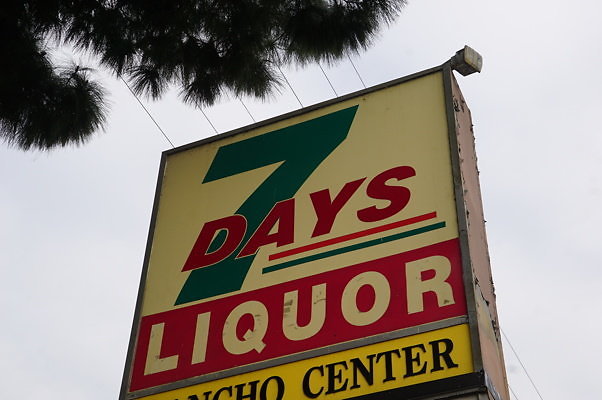 7
DAYS
LIQUOR
CENTER